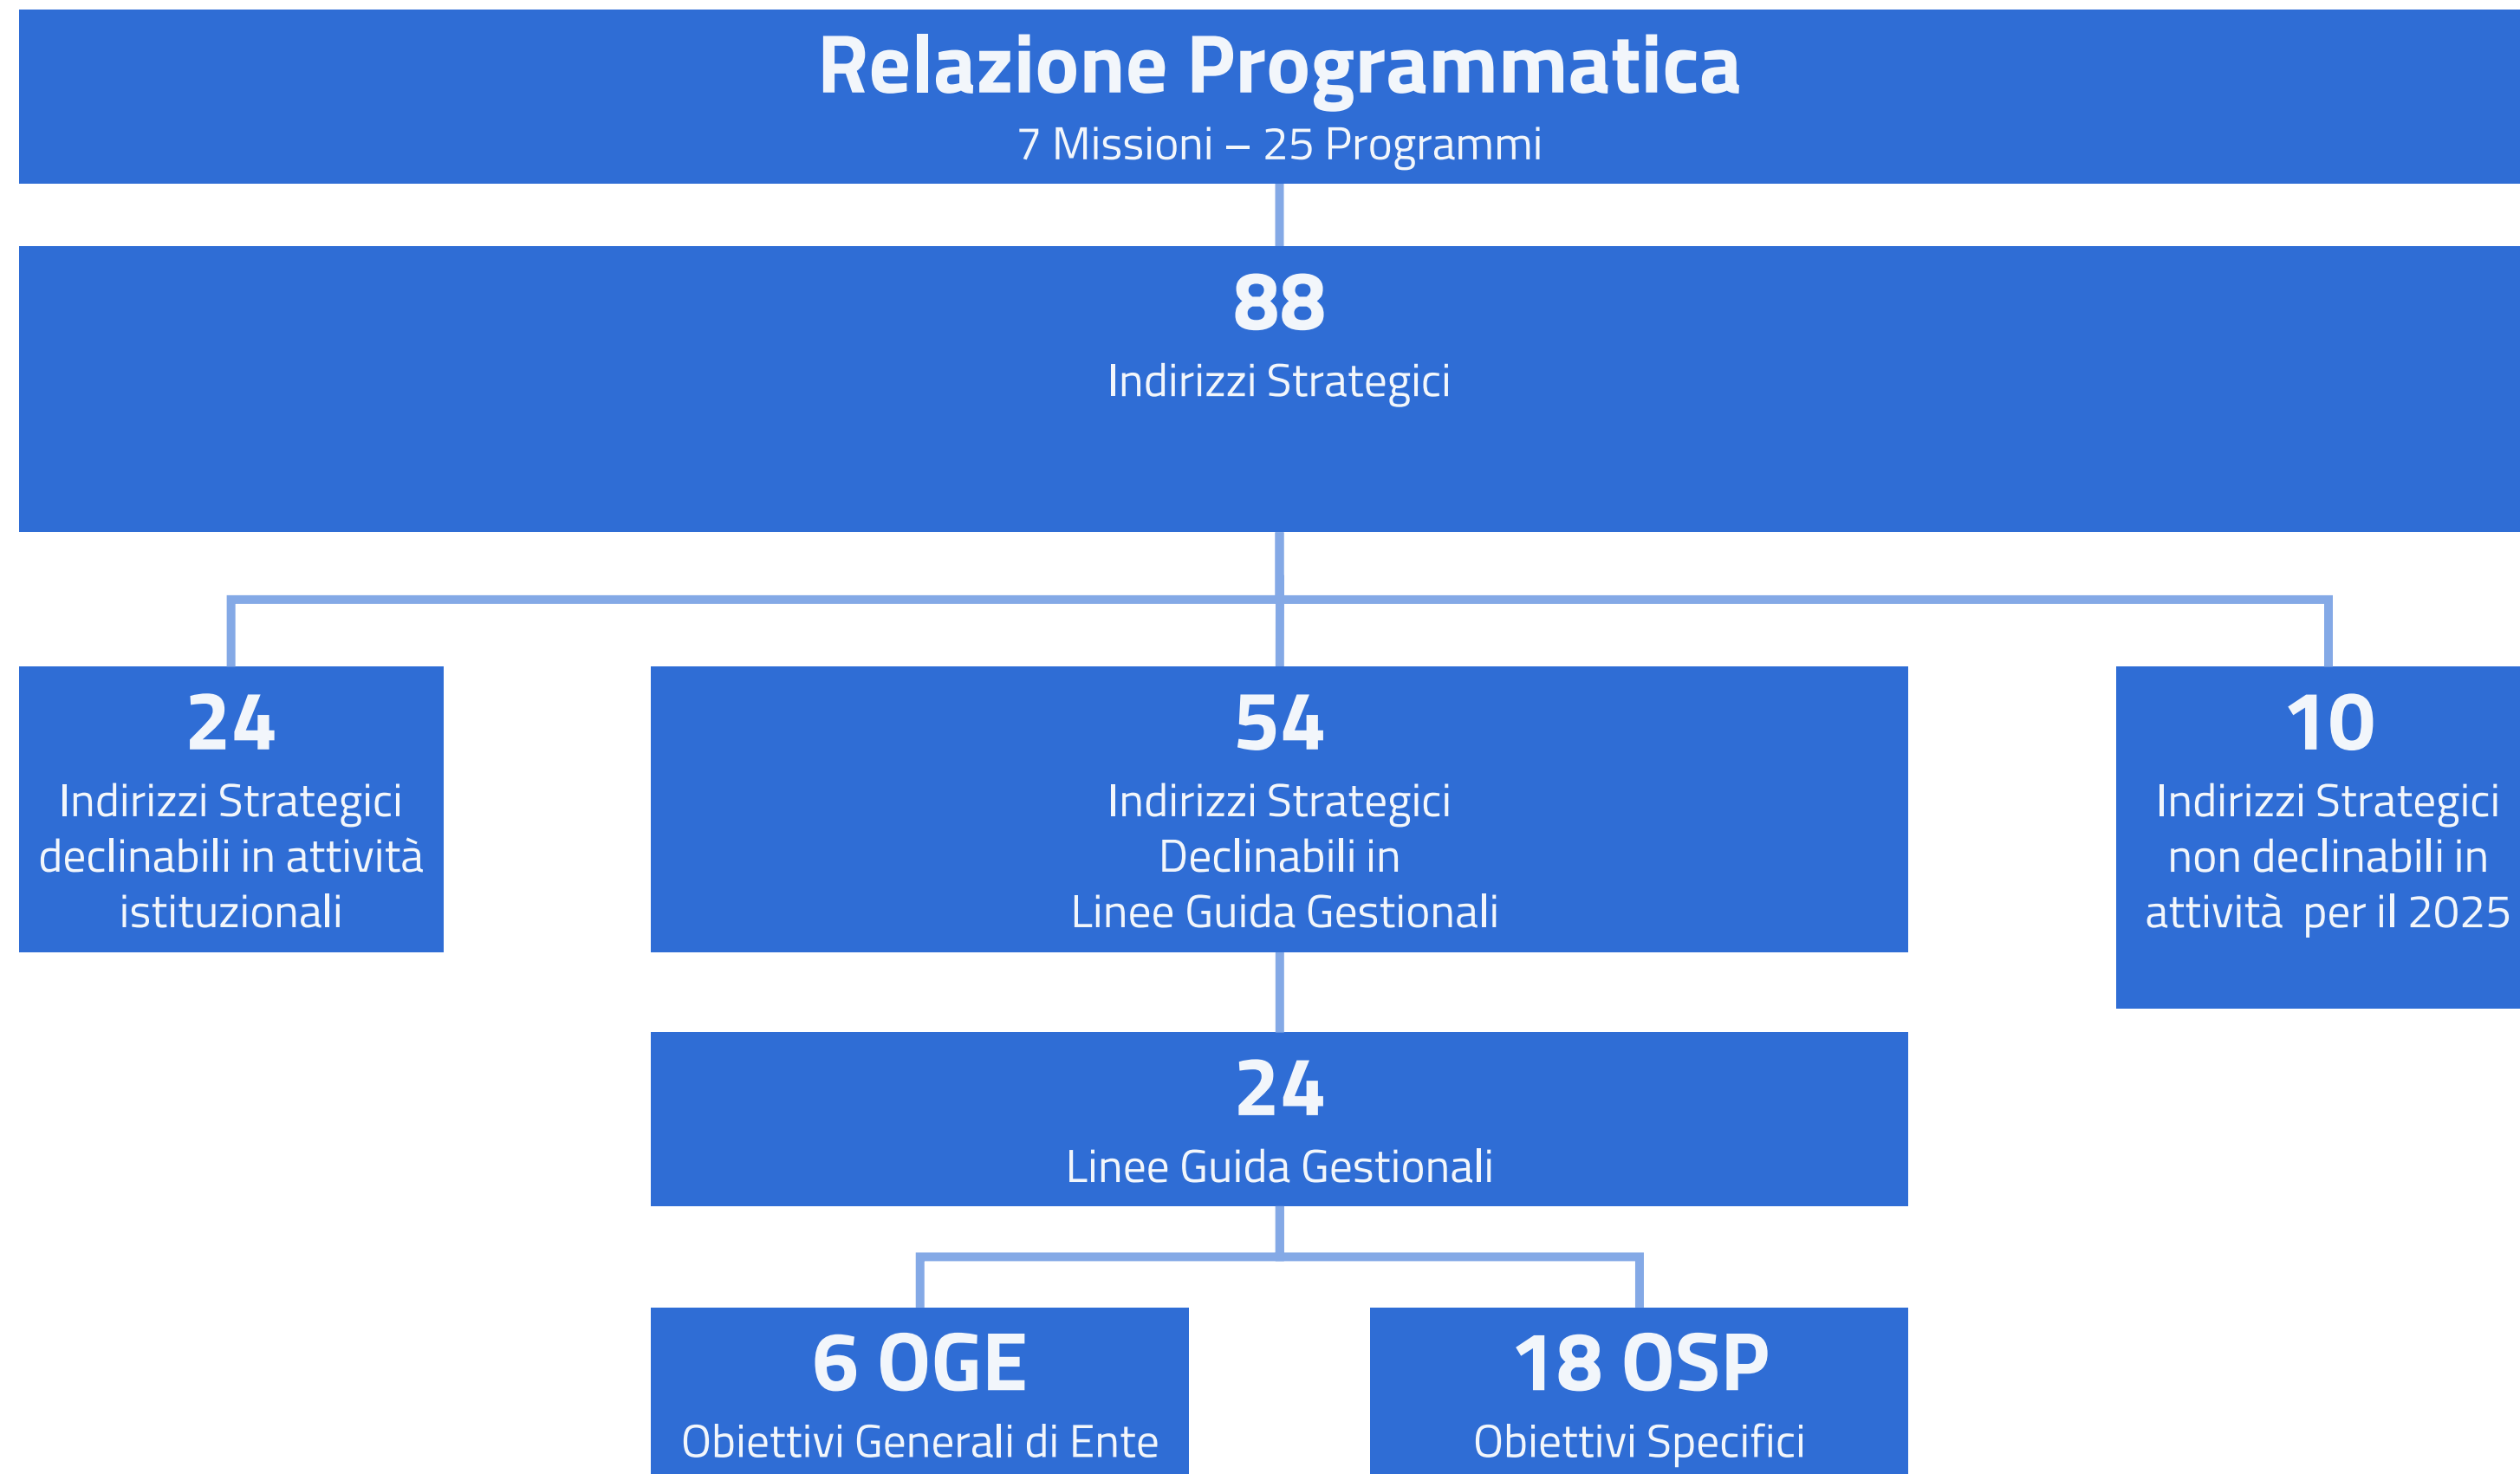 Relazione Programmatica
7 Missioni – 25 Programmi
88
Indirizzi Strategici
24
Indirizzi Strategici
declinabili in attività
istituzionali
54
Indirizzi Strategici
Declinabili in
Linee Guida Gestionali
10
Indirizzi Strategici
non declinabili in
attività  per il 2025
24
Linee Guida Gestionali
6 OGE
Obiettivi Generali di Ente
18 OSP
Obiettivi Specifici